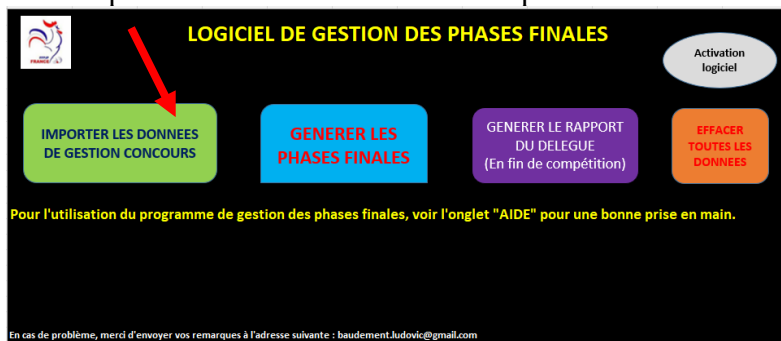 LOGICIEL DE GESTION DES PHASES FINALES
Activation
logiciel
IMPORTER LES DONNEES
DE GESTION CONCOURS
GENERER LES
PHASES FINALES
GENERER LE RAPPORT
DU DELEGUE
(En fin de compétition)
EFFACER
TOUTES LES
DONNEES
Pour l'utilisation du programme de gestion des phases finales, voir l'onglet "AIDE" pour une bonne prise en main.
En cas de problème, merci d'envoyer vos remarques à l'adresse suivante : baudement.ludovic@gmail.com